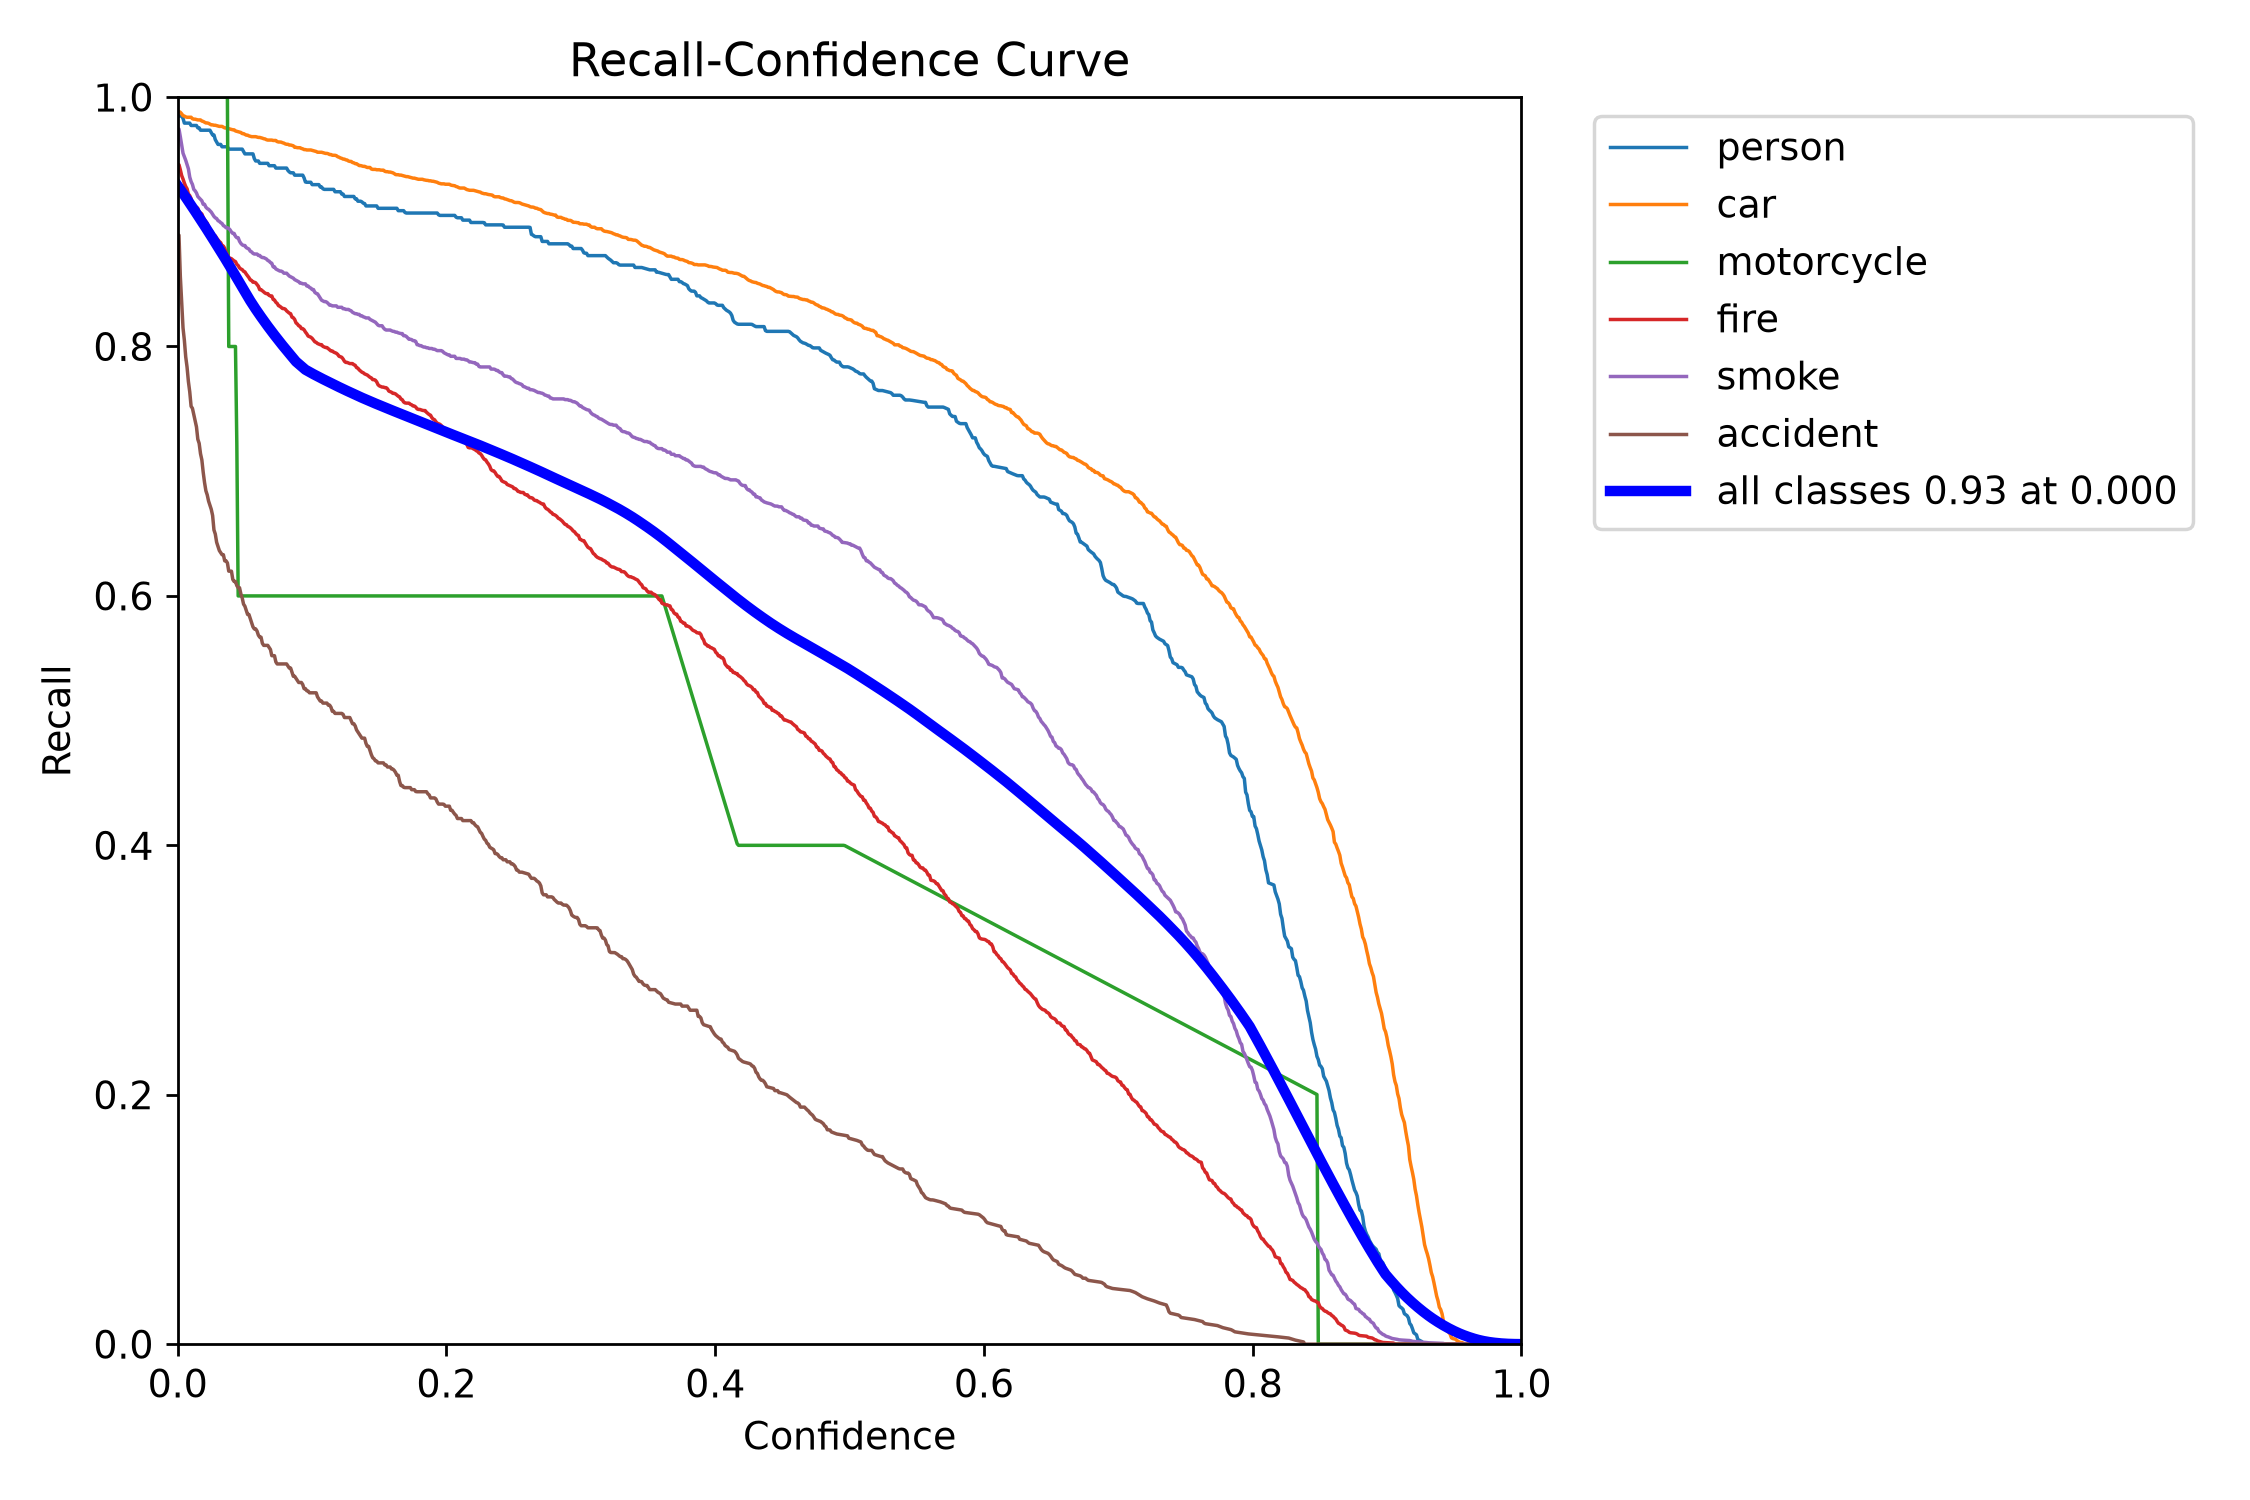 Recall-Confidence Curve
1.0
0.8
0.6
0.4
0.2
0.0
Recall
0.0 0.2 0.4 0.6 0.8 1.0
Confidence
person
car
motorcycle
fire
smoke
accident
all classes 0.93 at 0.000